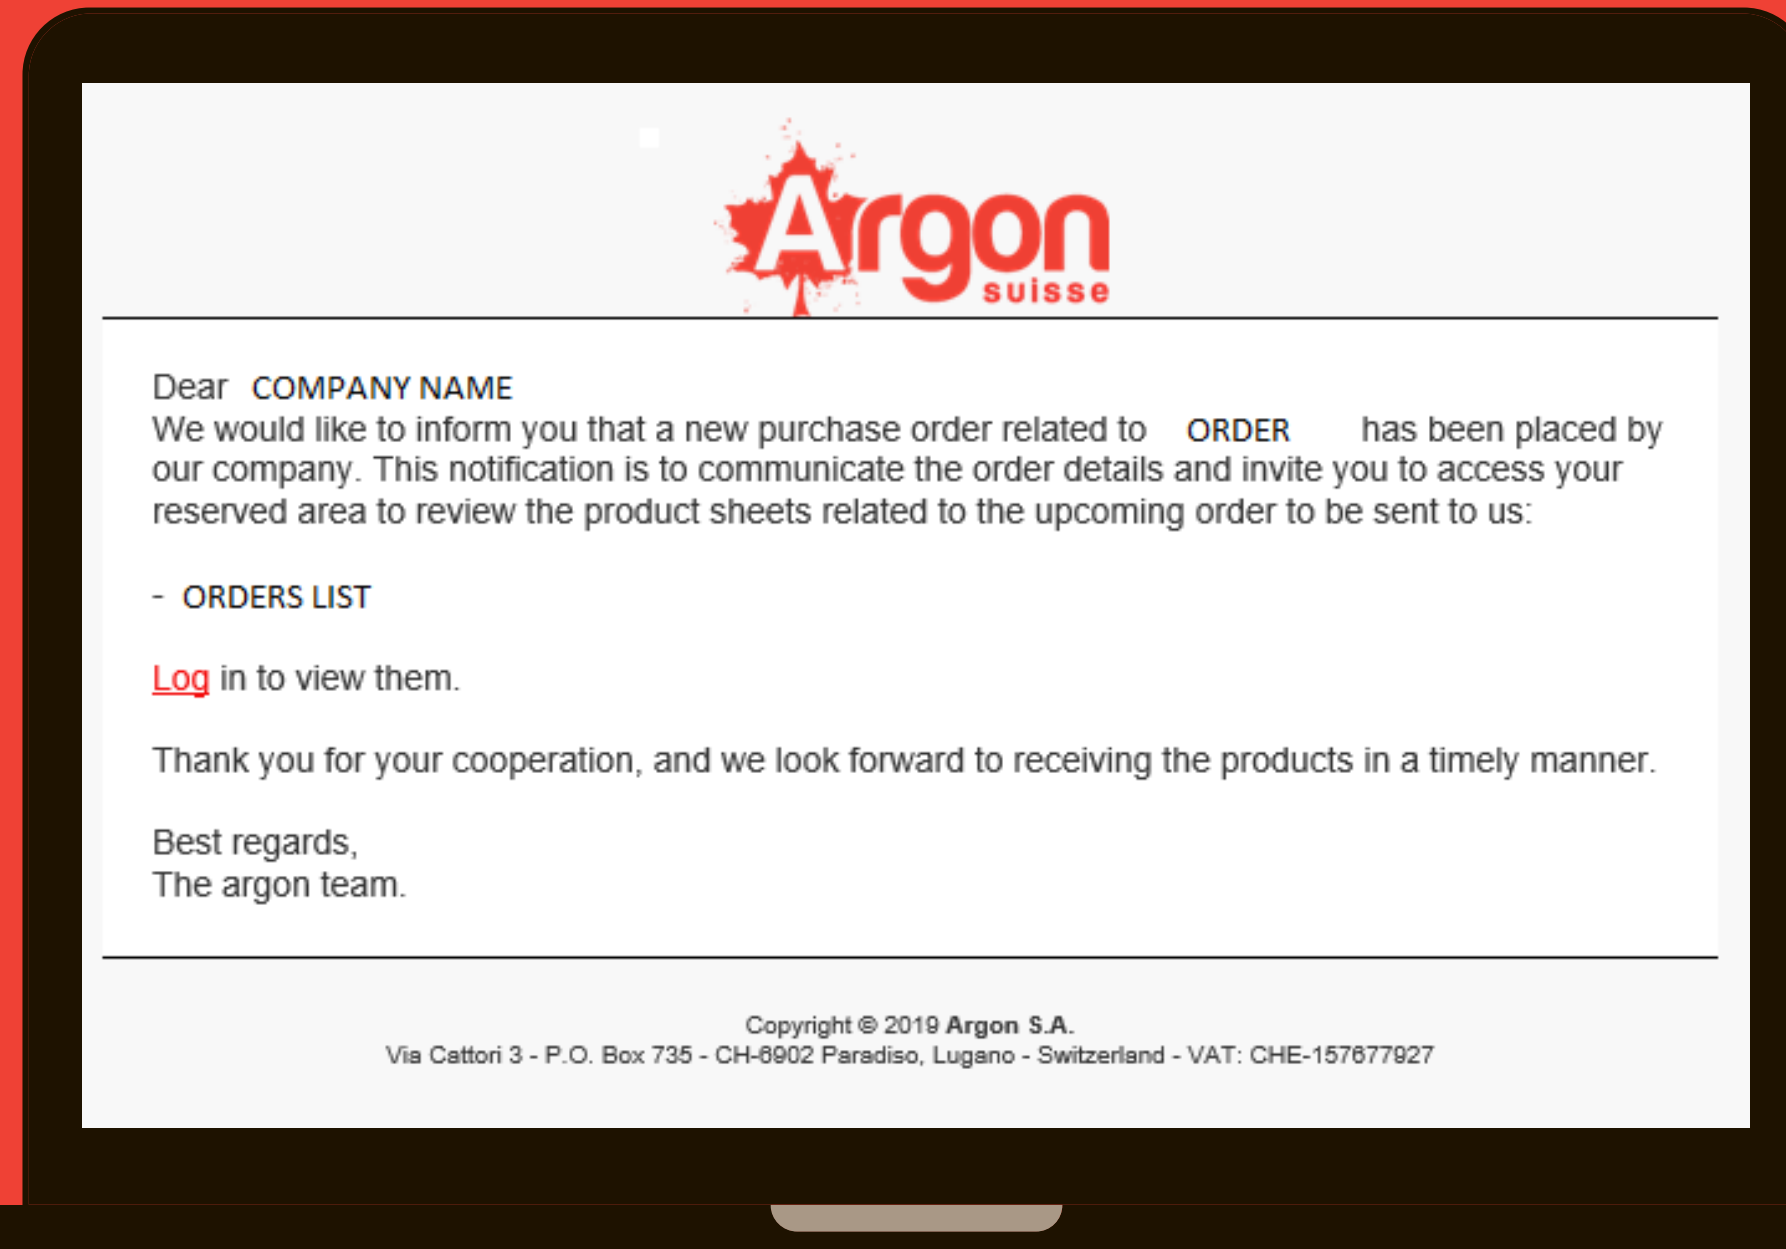 Argon
suisse
Dear COMPANY NAME
We would like to inform you that a new purchase order related to ORDER has been placed by
our company. This notification is to communicate the order details and invite you to access your
reserved area to review the product sheets related to the upcoming order to be sent to us:
- ORDERS LIST
Log in to view them.
Thank you for your cooperation, and we look forward to receiving the products in a timely manner.
Best regards,
The argon team.
Copyright © 2019 Argon S.A.
Via Cattori 3 - P.O. Box 735 - CH-6902 Paradiso, Lugano - Switzerland - VAT: CHE-157677927